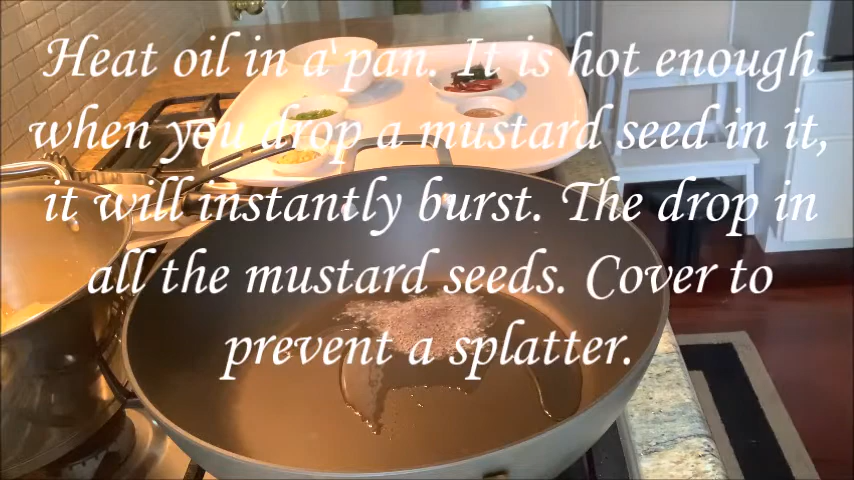 Heat oil in a pan. It is hot enough
when you drop a mustard seed in it,
it will instantly burst. The drop in
all the mustard seeds. Cover to
prevent a splatter.